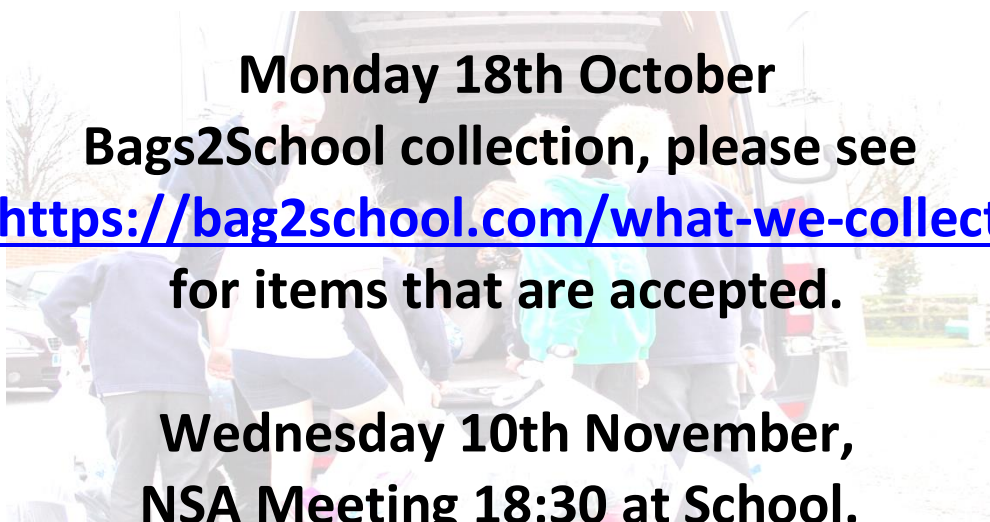 Monday 18th October
Bags2School collection, please see
https://bag2school.com/what-we-collect
for items that are accepted.
Wednesday 10th November,
NSA Meeting 18:30 at School.